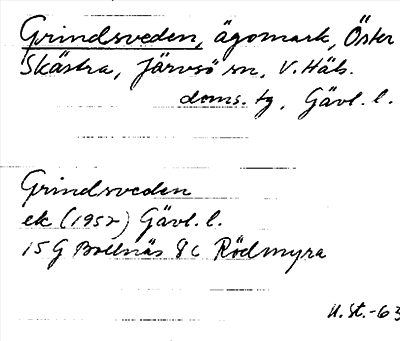 Grindsveden, ägomark, Öster
Skästra, Järvsö sn, V. Häls.
doms. tg, Gävl. l.
Grindsveden
ek (1957) Gävl. l.
15 G Bollnäs 8 c Rödmyra
U. St. -63